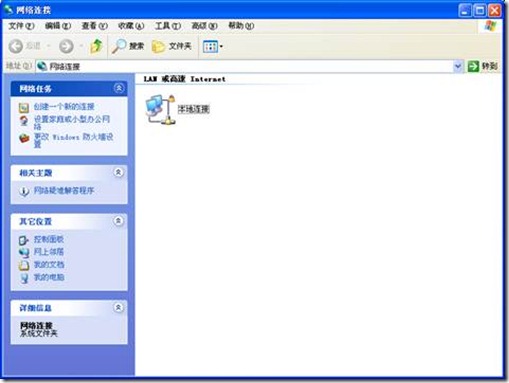 网络连接
文件(F) 编辑(E) 查看(V) 收藏(A) 工具(T) 高级(N) 帮助(H)
后退 搜索 文件夹
地址(D) 网络连接 转到
LAN 或高速 Internet
本地连接
网络任务
创建一个新的连接
设置家庭或小型办公网
络
更改 Windows 防火墙设
置
相关主题
网络疑难解答程序
其它位置
控制面板
网上邻居
我的文档
我的电脑
详细信息
网络连接
系统文件夹